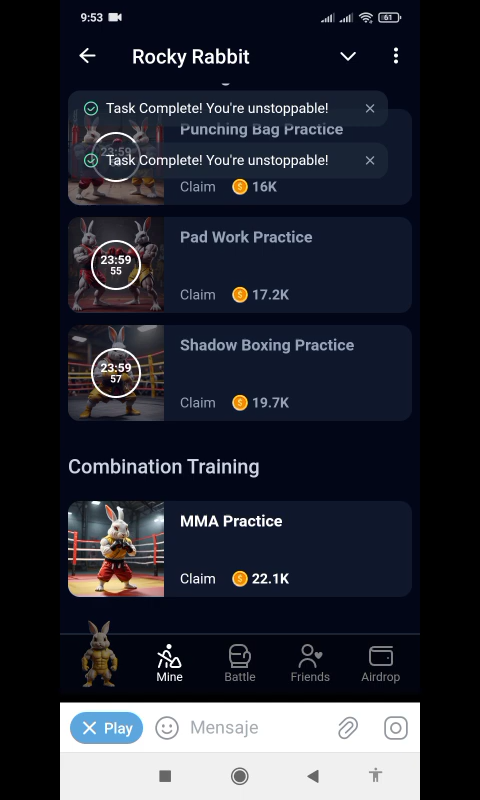 9:53
61
Rocky Rabbit
Task Complete! You're unstoppable!
Punching Bag Practice
23:59
Task Complete! You're unstoppable!
Claim 16K
Pad Work Practice
23:59
55
Claim 17.2K
Shadow Boxing Practice
23:59
57
Claim 19.7K
Combination Training
MMA Practice
Claim 22.1K
Mine Battle Friends Airdrop
Play Mensaje